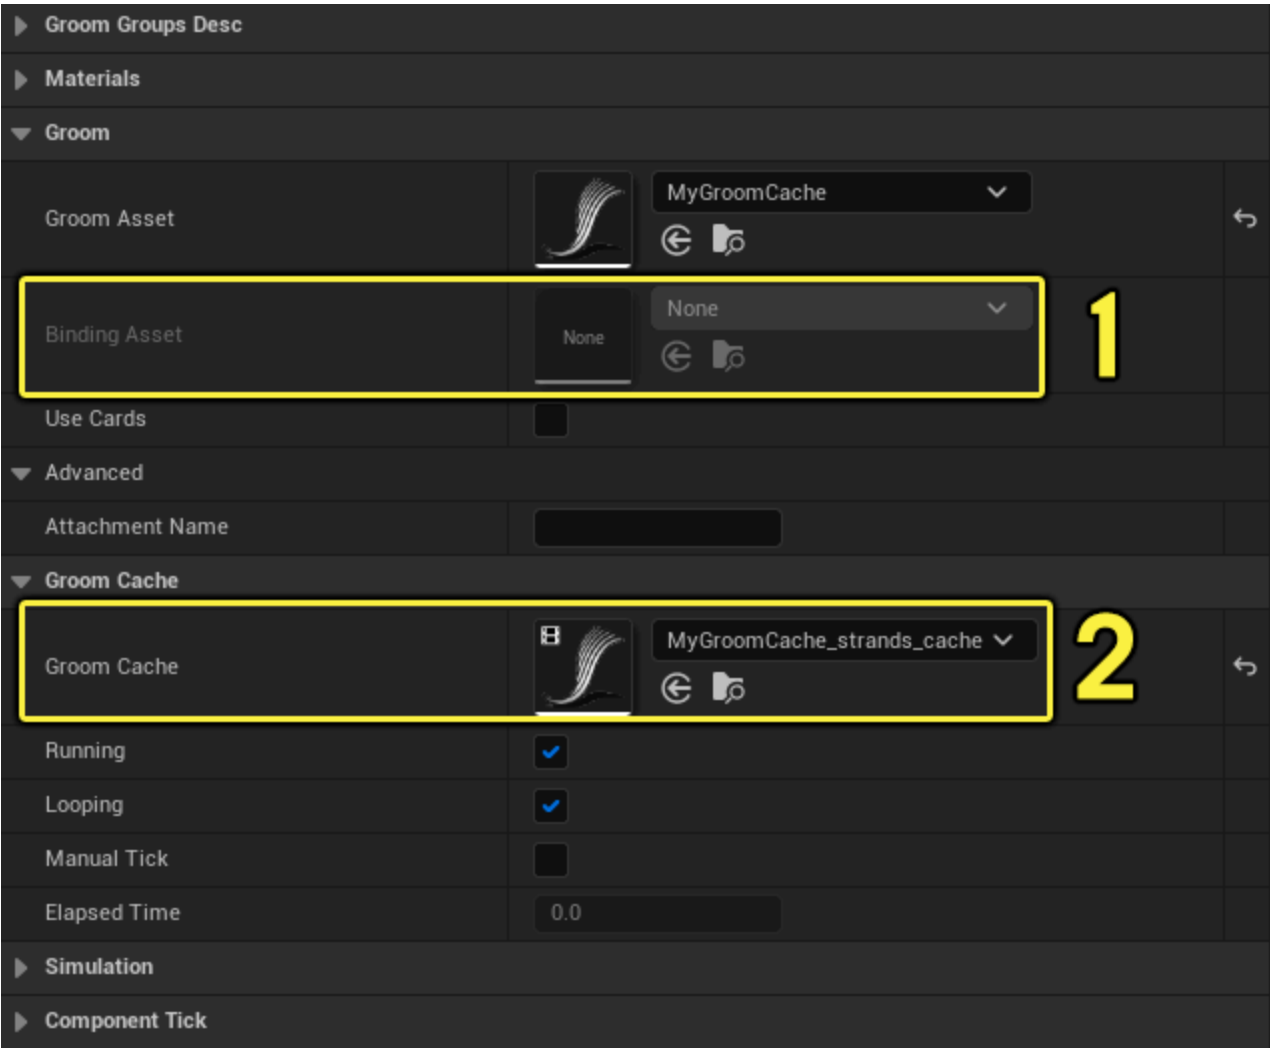 Groom Groups Desc
Materials
Groom
Groom Asset
MyGroomCache
Binding Asset
None
None
1
Use Cards
Advanced
Attachment Name
Groom Cache
Groom Cache
MyGroomCache_strands_cache
2
Running
Looping
Manual Tick
Elapsed Time
0.0
Simulation
Component Tick